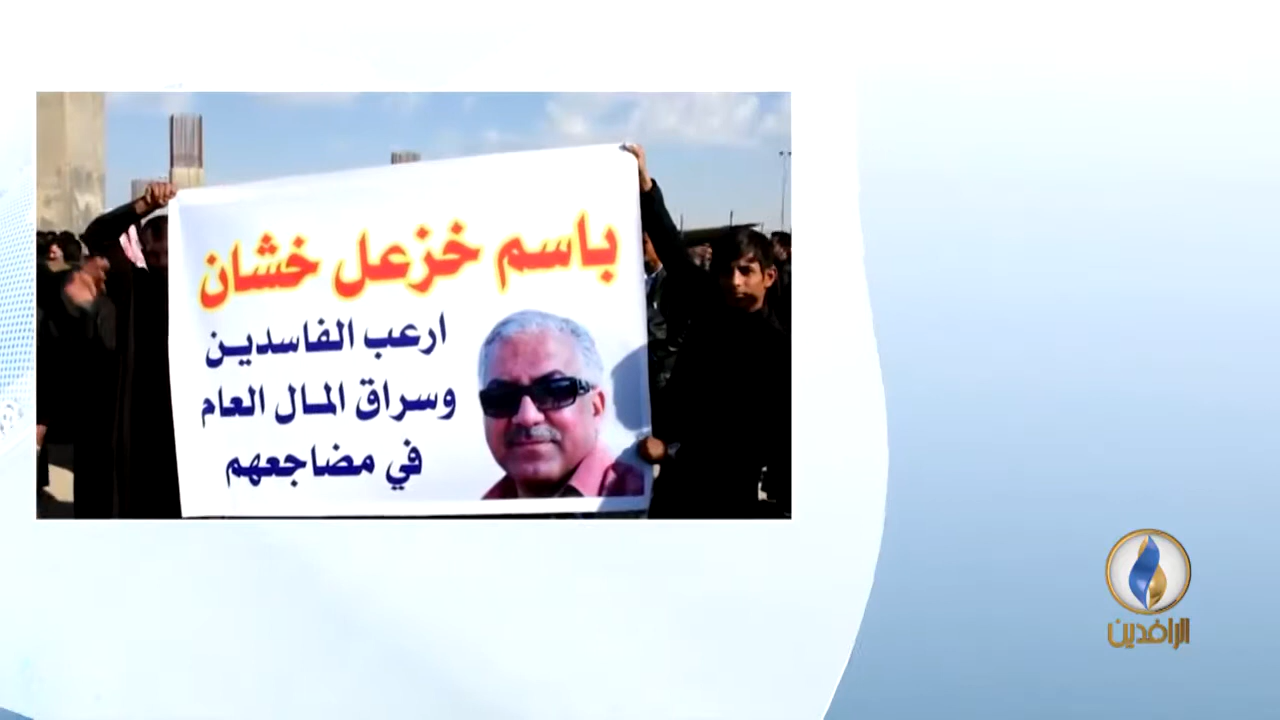 باسم خزعل خشان
ارعب الفاسدين
وسراق المال العام
في مضاجعهم
الرافدين